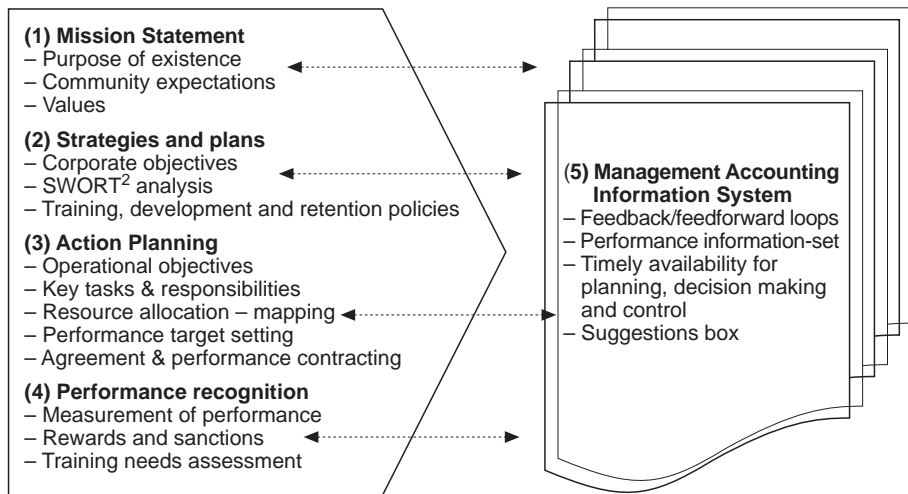 (1) Mission Statement
– Purpose of existence
– Community expectations
– Values
(2) Strategies and plans
– Corporate objectives
– SWORT² analysis
– Training, development and retention policies
(3) Action Planning
– Operational objectives
– Key tasks & responsibilities
– Resource allocation – mapping
– Performance target setting
– Agreement & performance contracting
(4) Performance recognition
– Measurement of performance
– Rewards and sanctions
– Training needs assessment
(5) Management Accounting
Information System
– Feedback/feedforward loops
– Performance information-set
– Timely availability for
planning, decision making
and control
– Suggestions box